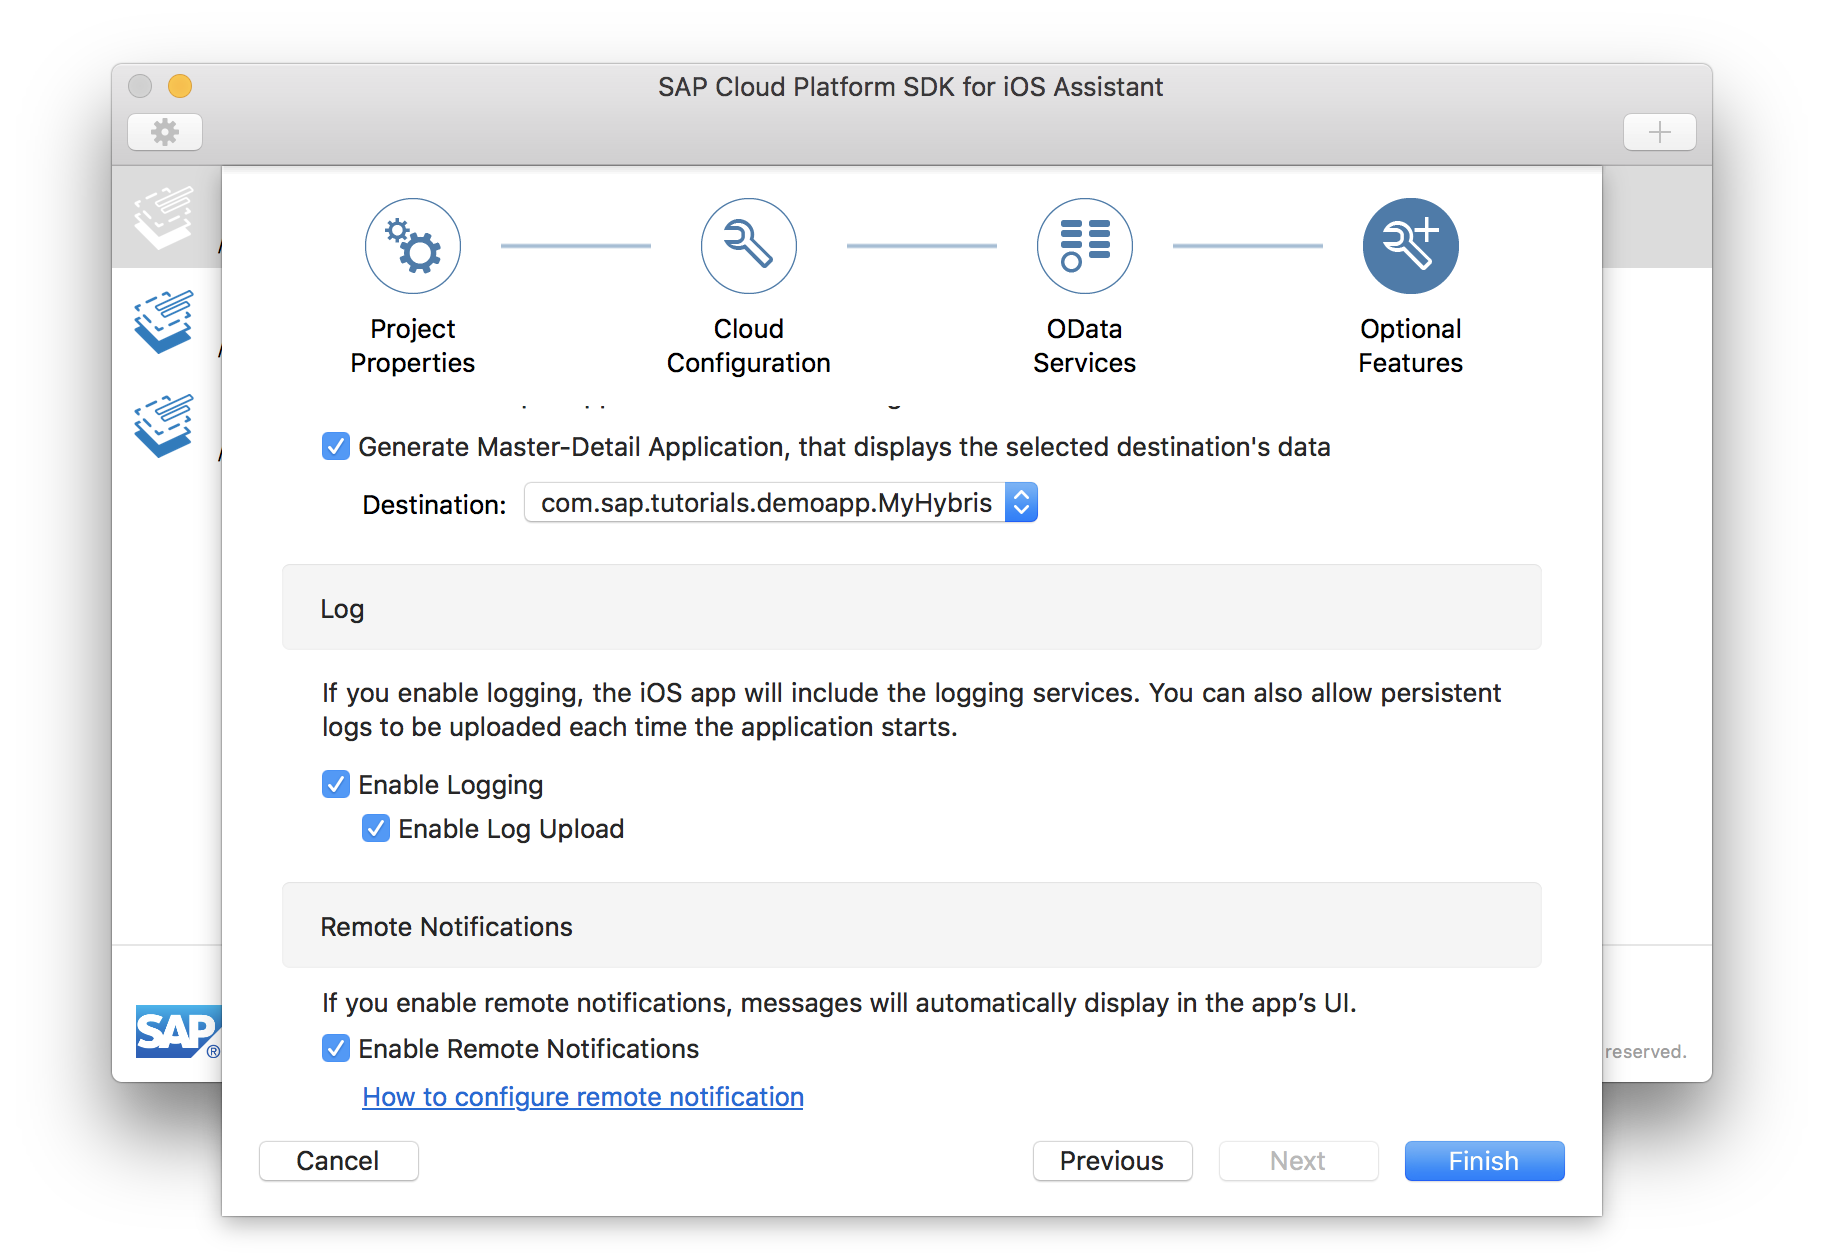 SAP Cloud Platform SDK for iOS Assistant
Project
Properties
Cloud
Configuration
OData
Services
Optional
Features
Generate Master-Detail Application, that displays the selected destination's data
Destination:
com.sap.tutorials.demoapp.MyHybris
Log
If you enable logging, the iOS app will include the logging services. You can also allow persistent
logs to be uploaded each time the application starts.
Enable Logging
Enable Log Upload
Remote Notifications
If you enable remote notifications, messages will automatically display in the app’s UI.
Enable Remote Notifications
How to configure remote notification
SAP ®
reserved.
Cancel
Previous
Next
Finish